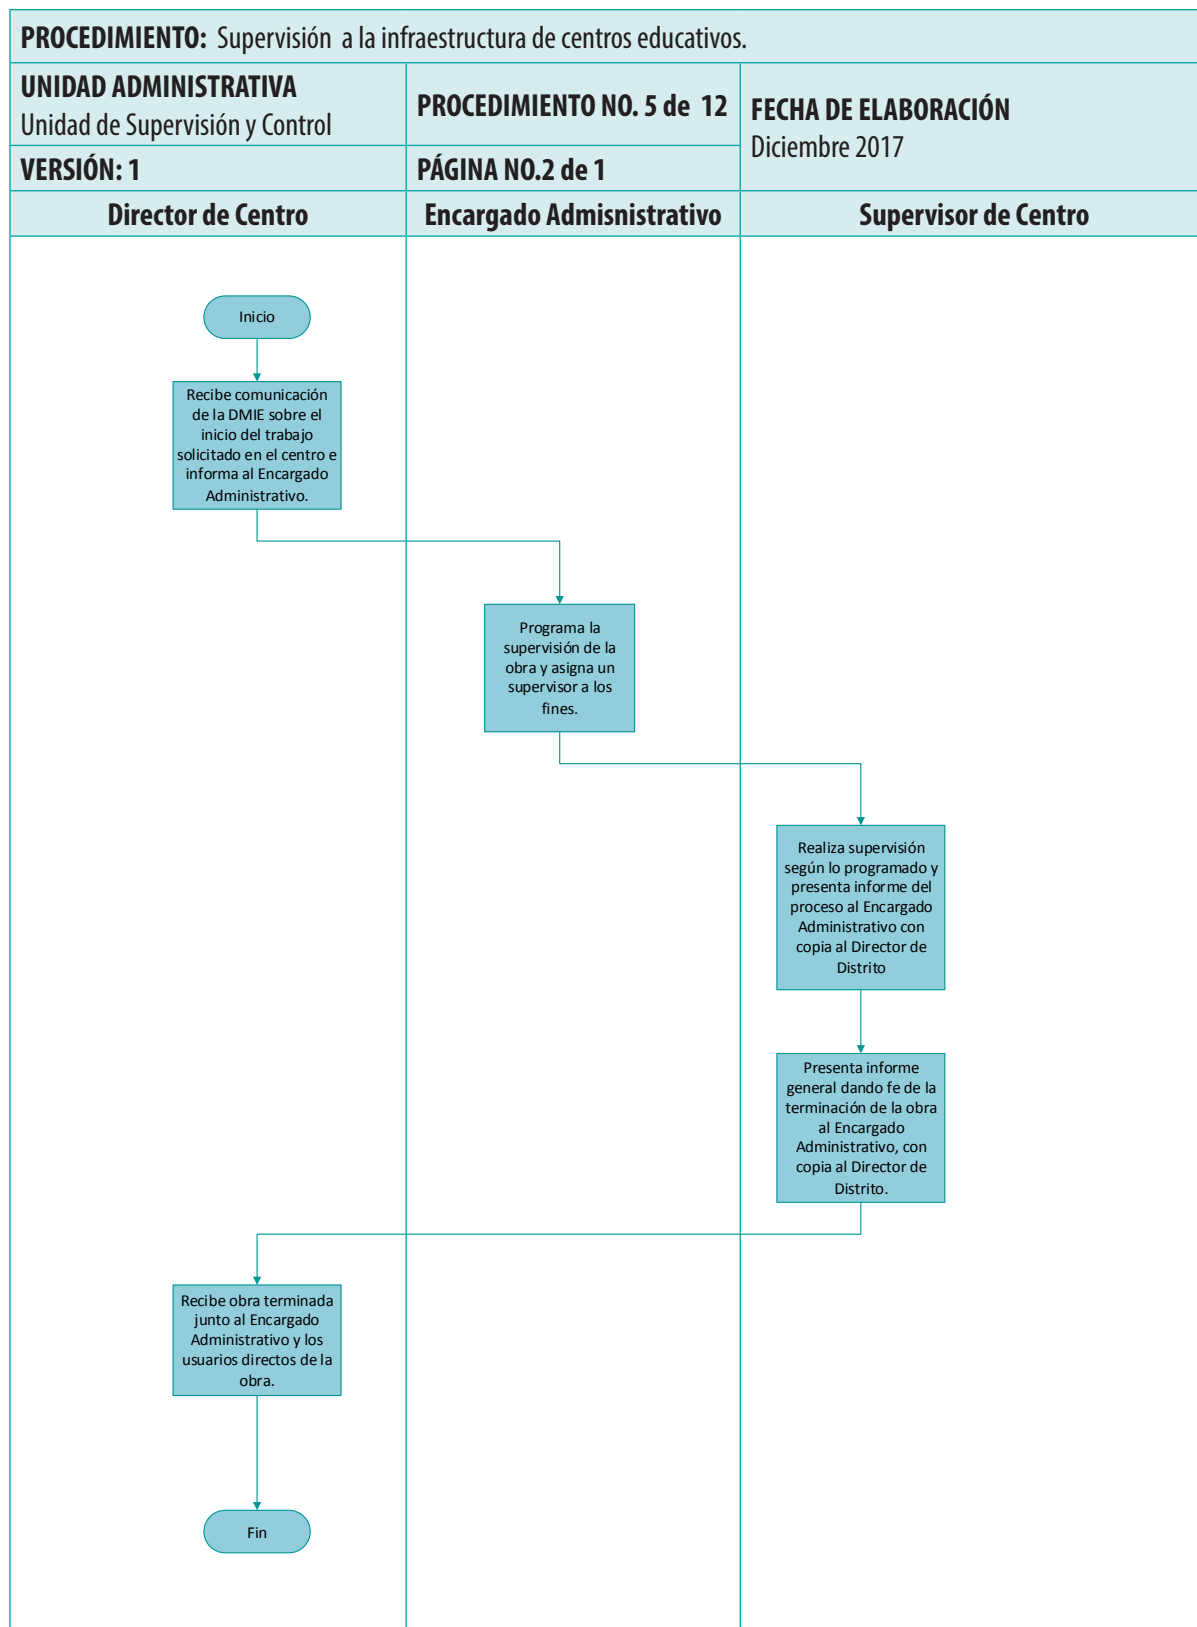 PROCEDIMIENTO: Supervisión a la infraestructura de centros educativos.
UNIDAD ADMINISTRATIVA
Unidad de Supervisión y Control
PROCEDIMIENTO NO. 5 de 12
FECHA DE ELABORACIÓN
Diciembre 2017
VERSIÓN: 1
PÁGINA NO.2 de 1
Director de Centro
Encargado Admisnistrativo
Supervisor de Centro
Inicio
Recibe comunicación
de la DMIE sobre el
inicio del trabajo
solicitado en el centro e
informa al Encargado
Administrativo.
Programa la
supervisión de la
obra y asigna un
supervisor a los
fines.
Realiza supervisión
según lo programado y
presenta informe del
proceso al Encargado
Administrativo con
copia al Director de
Distrito
Presenta informe
general dando fe de la
terminación de la obra
al Encargado
Administrativo, con
copia al Director de
Distrito.
Recibe obra terminada
junto al Encargado
Administrativo y los
usuarios directos de la
obra.
Fin